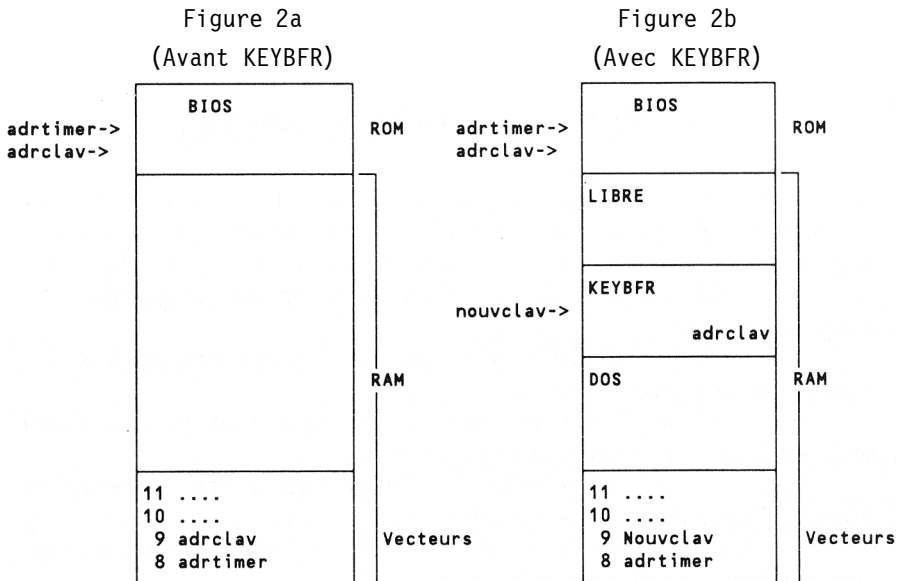 Figure 2a
(Avant KEYBFR)
BIOS
adrtimer->
adrclav->
ROM
RAM
11 ....
10 ....
9 adrclav
8 adrtimer
Vecteurs
Figure 2b
(Avec KEYBFR)
BIOS
adrtimer->
adrclav->
ROM
LIBRE
KEYBFR
nouvclav->
adrclav
DOS
RAM
11 ....
10 ....
9 Nouvclav
8 adrtimer
Vecteurs